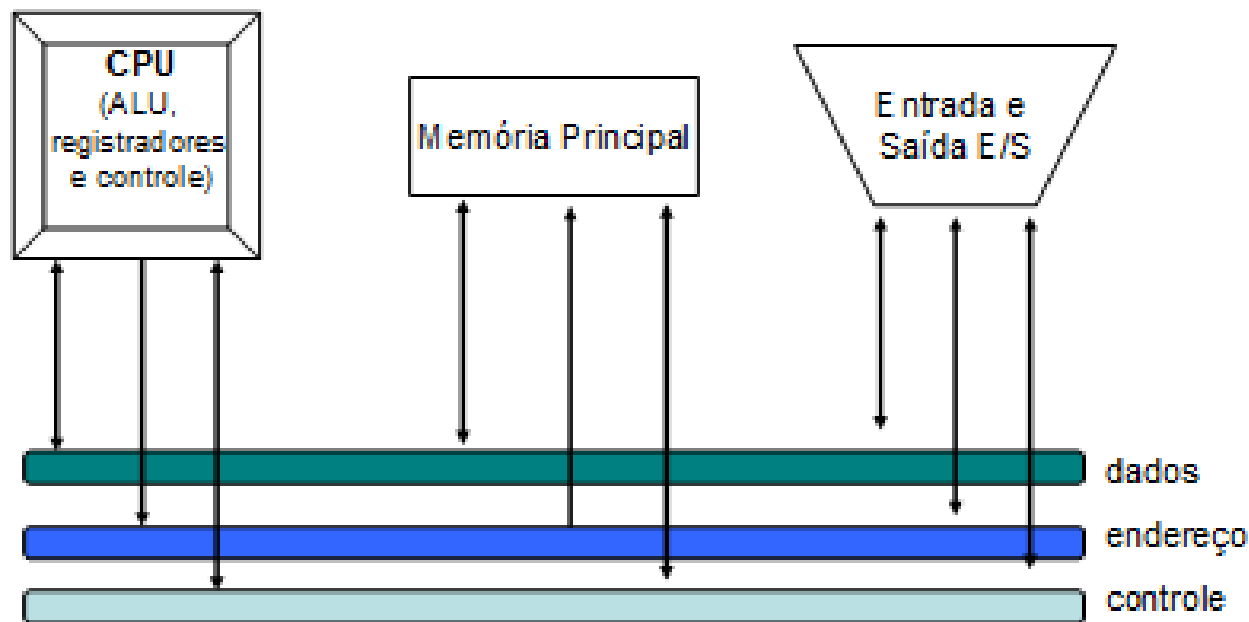 CPU
(ALU,
registradores
e controle)
Memória Principal
Entrada e
Saída E/S
dados
endereço
controle